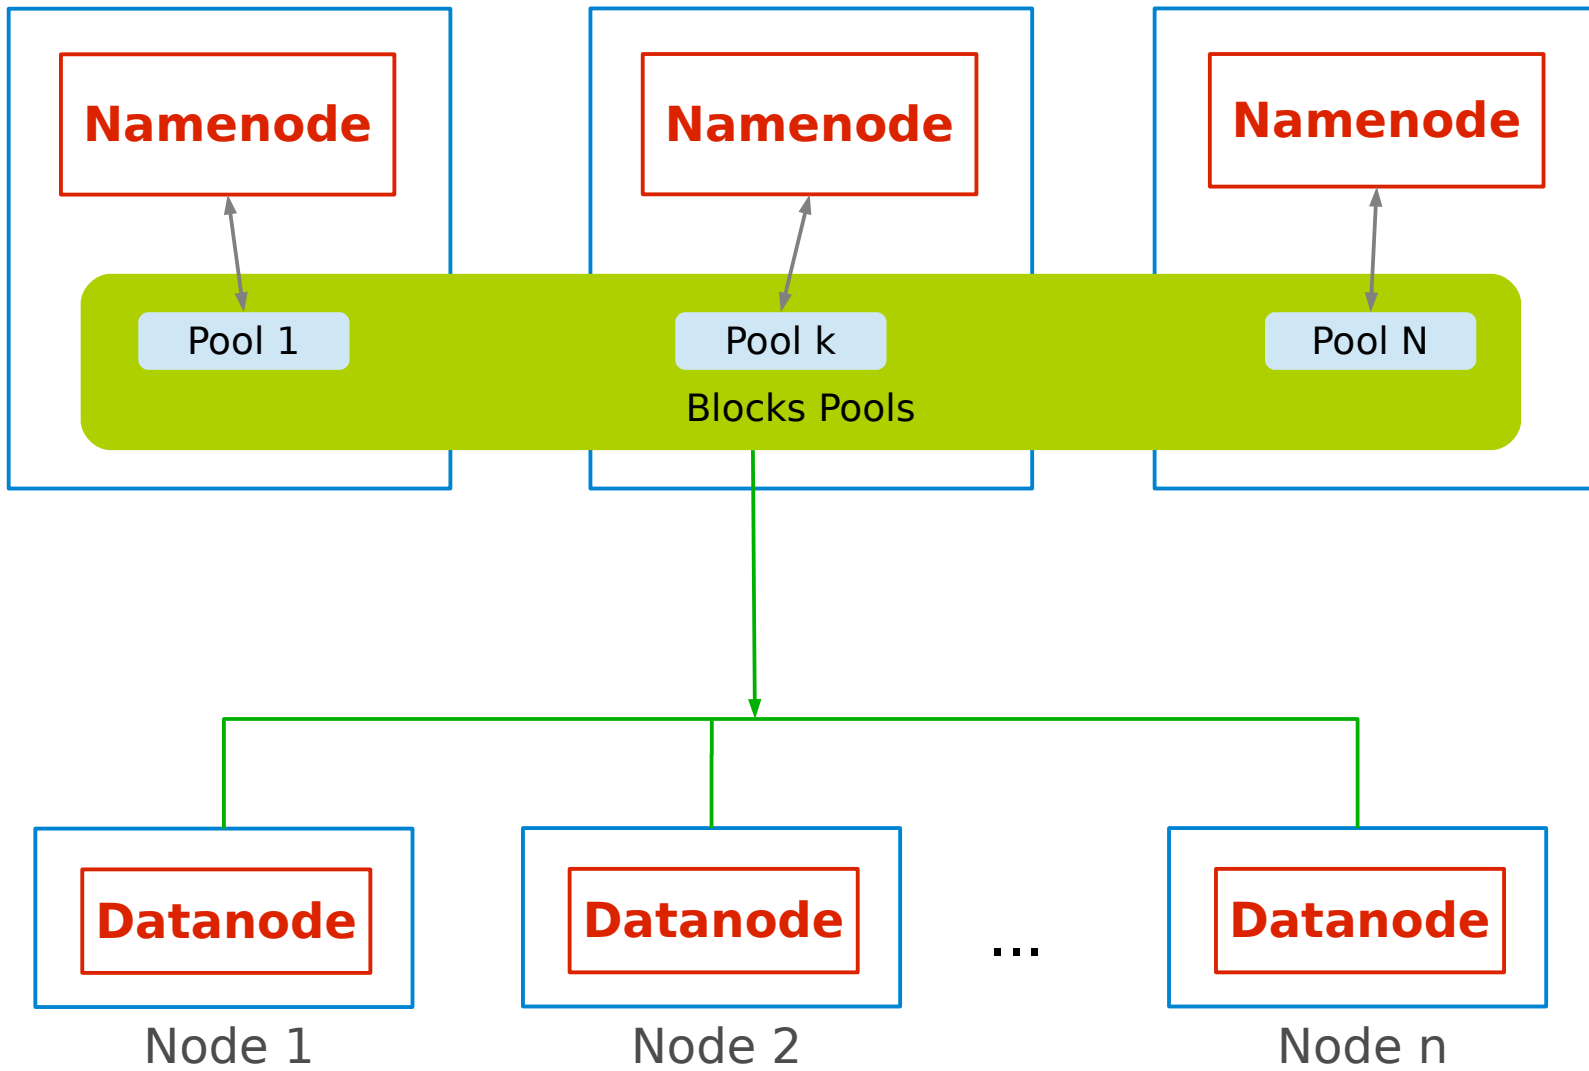 Namenode
Namenode
Namenode
Pool 1
Pool k
Pool N
Blocks Pools
Datanode
Datanode
...
Datanode
Node 1
Node 2
Node n